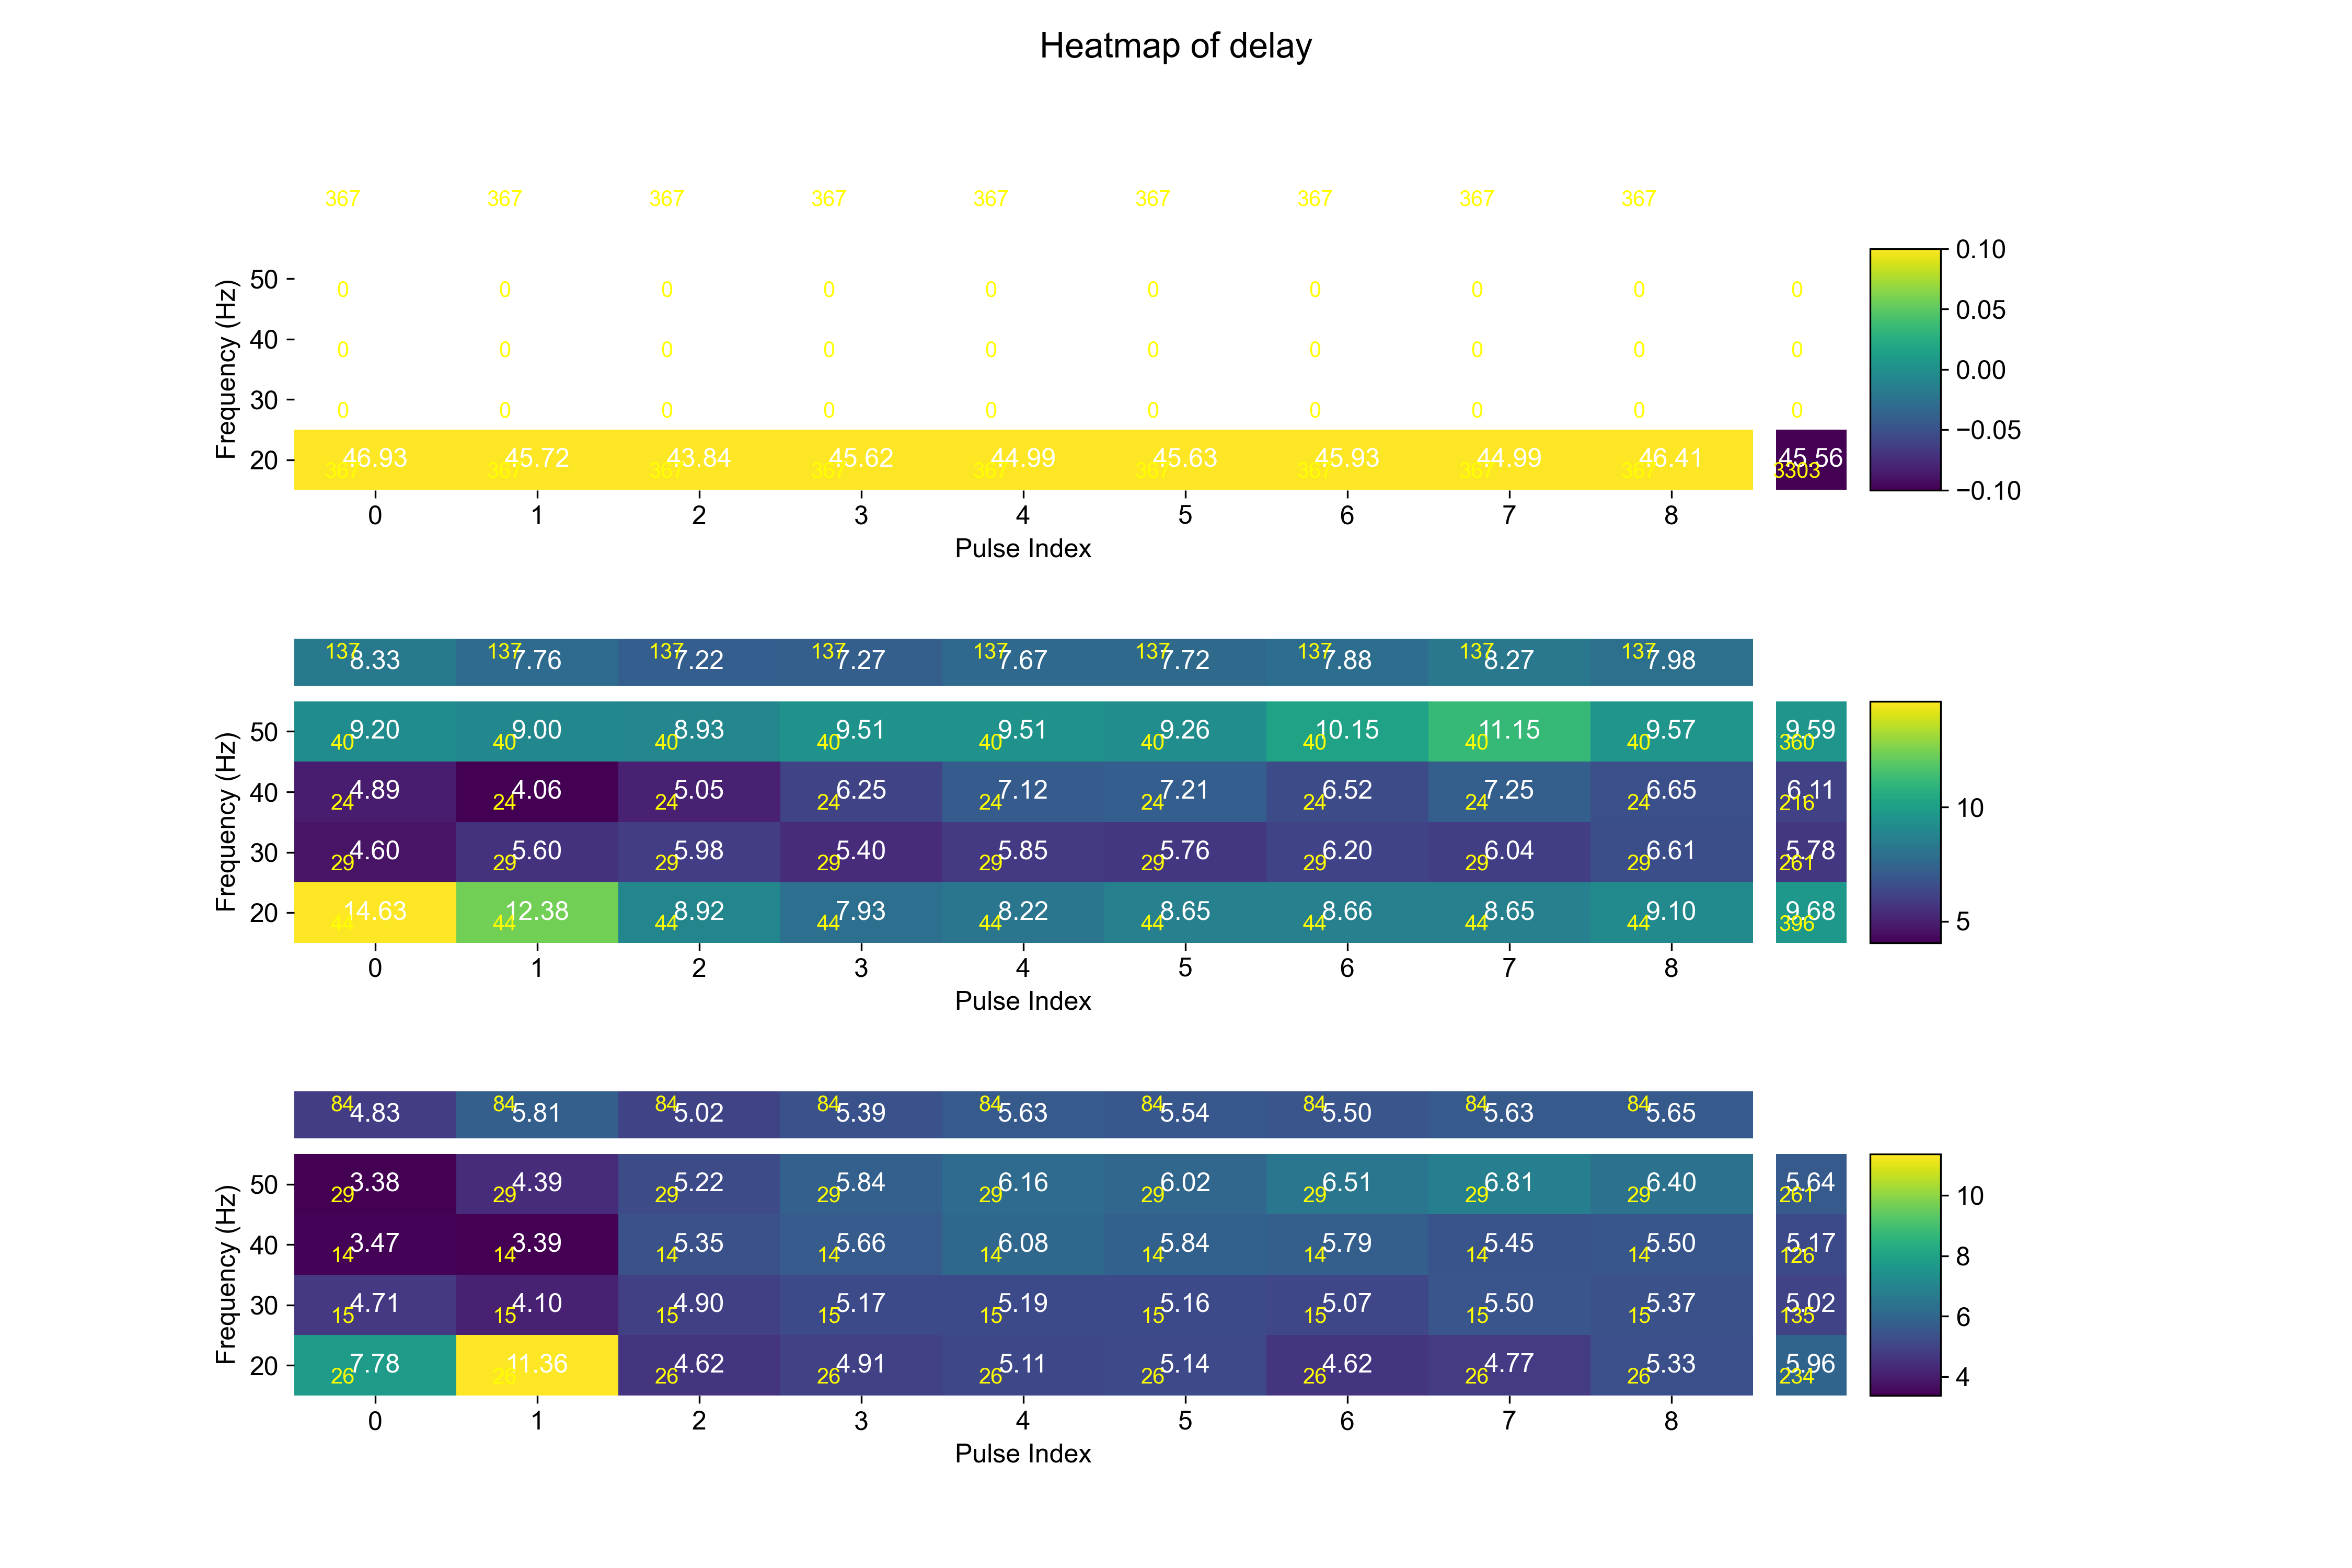 Heatmap of delay
367 367 367 367 367 367 367 367 367
50 0 0 0 0 0 0 0 0 0 0
40 0 0 0 0 0 0 0 0 0 0
30 0 0 0 0 0 0 0 0 0 0
20 46.93 45.72 43.84 45.62 44.99 45.63 45.93 44.99 46.41 45.56
367 367 367 367 367 367 367 367 367 3303
0 1 2 3 4 5 6 7 8
Pulse Index
Frequency (Hz)
0.10
0.05
0.00
−0.05
−0.10
137 137 137 137 137 137 137 137 137
8.33 7.76 7.22 7.27 7.67 7.72 7.88 8.27 7.98
50 9.20 9.00 8.93 9.51 9.51 9.26 10.15 11.15 9.57 9.59
40 40 40 40 40 40 40 40 40 360
40 4.89 4.06 5.05 6.25 7.12 7.21 6.52 7.25 6.65 6.11
24 24 24 24 24 24 24 24 24 216
30 4.60 5.60 5.98 5.40 5.85 5.76 6.20 6.04 6.61 5.78
29 29 29 29 29 29 29 29 29 261
20 14.63 12.38 8.92 7.93 8.22 8.65 8.66 8.65 9.10 9.68
44 44 44 44 44 44 44 44 44 396
0 1 2 3 4 5 6 7 8
Pulse Index
Frequency (Hz)
10
5
84 84 84 84 84 84 84 84 84
4.83 5.81 5.02 5.39 5.63 5.54 5.50 5.63 5.65
50 3.38 4.39 5.22 5.84 6.16 6.02 6.51 6.81 6.40 5.64
29 29 29 29 29 29 29 29 29 261
40 3.47 3.39 5.35 5.66 6.08 5.84 5.79 5.45 5.50 5.17
14 14 14 14 14 14 14 14 14 126
30 4.71 4.10 4.90 5.17 5.19 5.16 5.07 5.50 5.37 5.02
15 15 15 15 15 15 15 15 15 135
20 7.78 11.36 4.62 4.91 5.11 5.14 4.62 4.77 5.33 5.96
26 26 26 26 26 26 26 26 26 234
0 1 2 3 4 5 6 7 8
Pulse Index
Frequency (Hz)
10
8
6
4